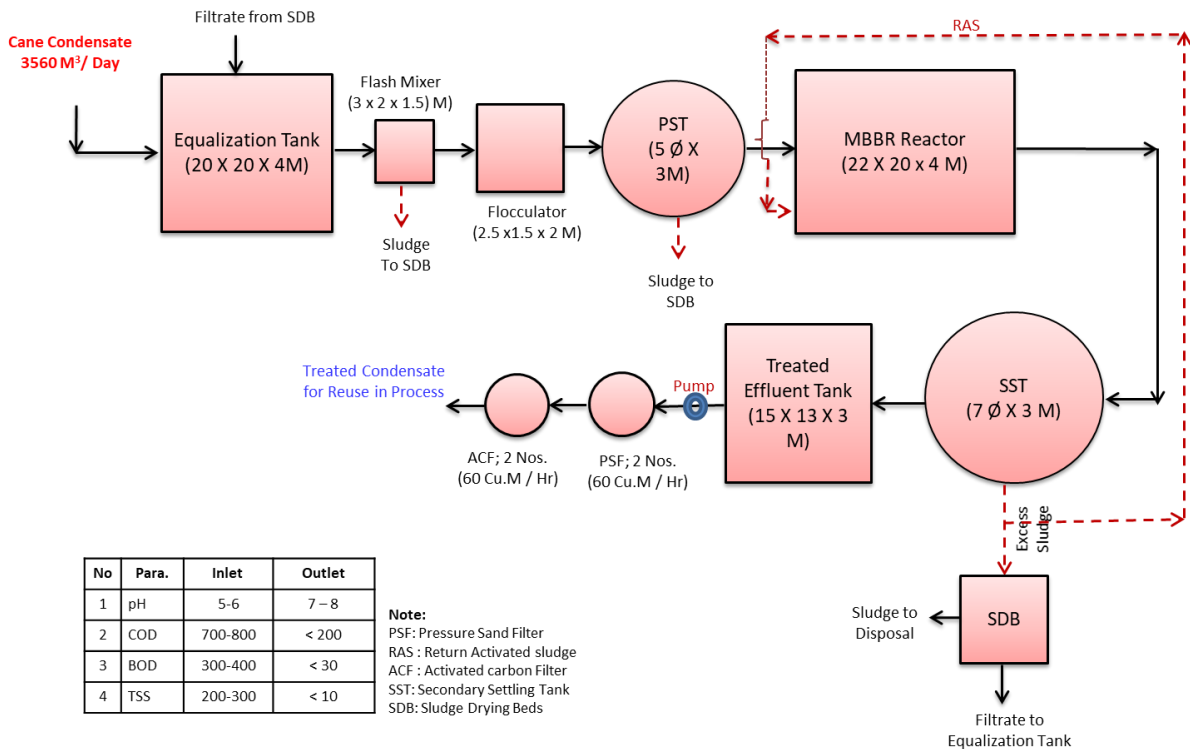 Filtrate from SDB
Cane Condensate
3560 M³/ Day
Equalization Tank
(20 X 20 X 4M)
Flash Mixer
(3 x 2 x 1.5) M)
Sludge
To SDB
Flocculator
(2.5 x1.5 x 2 M)
PST
(5 Ø X
3M)
Sludge to
SDB
RAS
MBBR Reactor
(22 X 20 x 4 M)
Treated Condensate
for Reuse in Process
ACF; 2 Nos.
(60 Cu.M / Hr)
PSF; 2 Nos.
(60 Cu.M / Hr)
Pump
Treated
Effluent Tank
(15 X 13 X 3
M)
SST
(7 Ø X 3 M)
Excess
Sludge
SDB
Sludge to
Disposal
Filtrate to
Equalization Tank
No Para. Inlet Outlet
1 pH 5-6 7 – 8
2 COD 700-800 < 200
3 BOD 300-400 < 30
4 TSS 200-300 < 10
Note:
PSF: Pressure Sand Filter
RAS : Return Activated sludge
ACF : Activated carbon Filter
SST: Secondary Settling Tank
SDB: Sludge Drying Beds